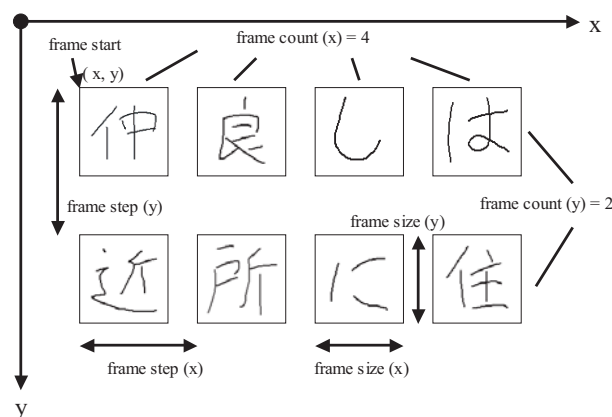 x
frame count (x) = 4
frame start
( x, y)
仲 良 し は
frame step (y)
frame count (y) = 2
frame size (y)
近 所 に 住
frame step (x)
frame size (x)
y